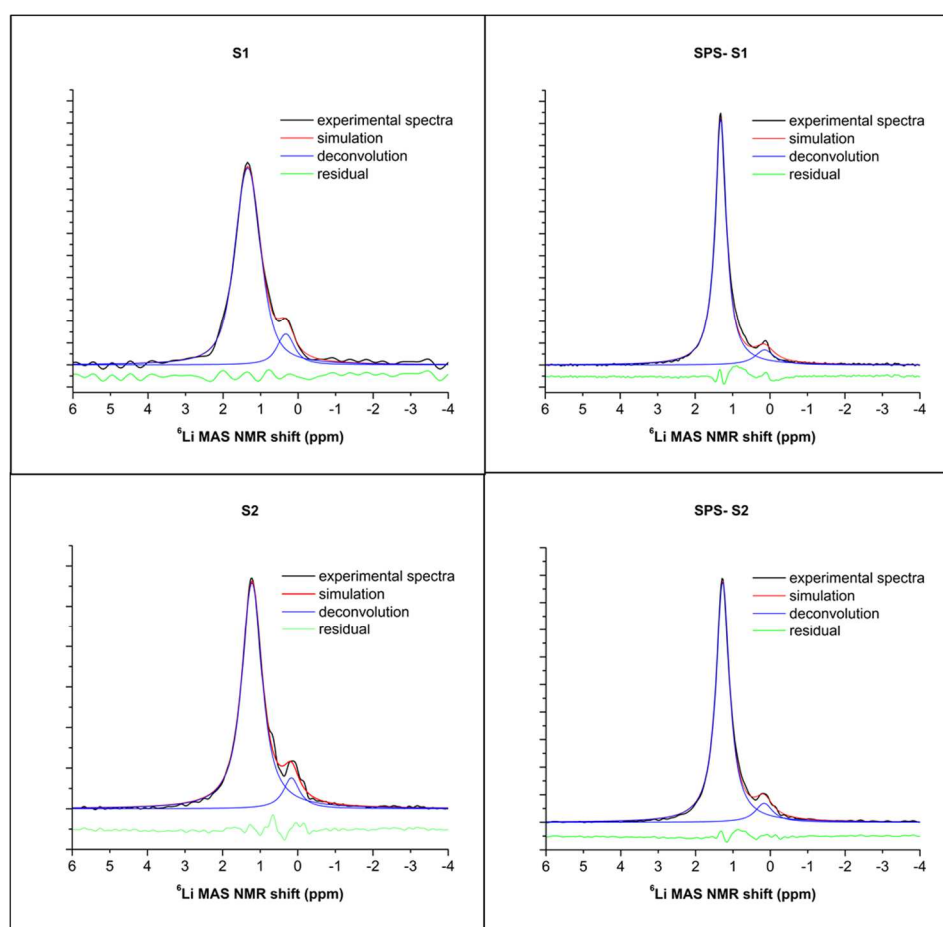 S1
experimental spectra
simulation
deconvolution
residual
6 5 4 3 2 1 0 -1 -2 -3 -4
⁶Li MAS NMR shift (ppm)
SPS- S1
experimental spectra
simulation
deconvolution
residual
6 5 4 3 2 1 0 -1 -2 -3 -4
⁶Li MAS NMR shift (ppm)
S2
experimental spectra
simulation
deconvolution
residual
6 5 4 3 2 1 0 -1 -2 -3 -4
⁶Li MAS NMR shift (ppm)
SPS- S2
experimental spectra
simulation
deconvolution
residual
6 5 4 3 2 1 0 -1 -2 -3 -4
⁶Li MAS NMR shift (ppm)